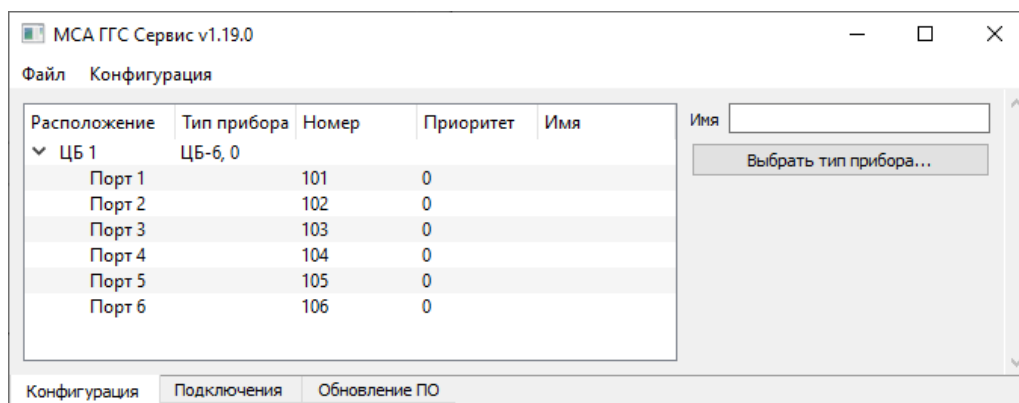 МСА ГГС Сервис v1.19.0
Файл Конфигурация
Расположение Тип прибора Номер Приоритет Имя
ЦБ 1 ЦБ-6, 0
Порт 1 101 0
Порт 2 102 0
Порт 3 103 0
Порт 4 104 0
Порт 5 105 0
Порт 6 106 0
Имя
Выбрать тип прибора...
Конфигурация Подключения Обновление ПО